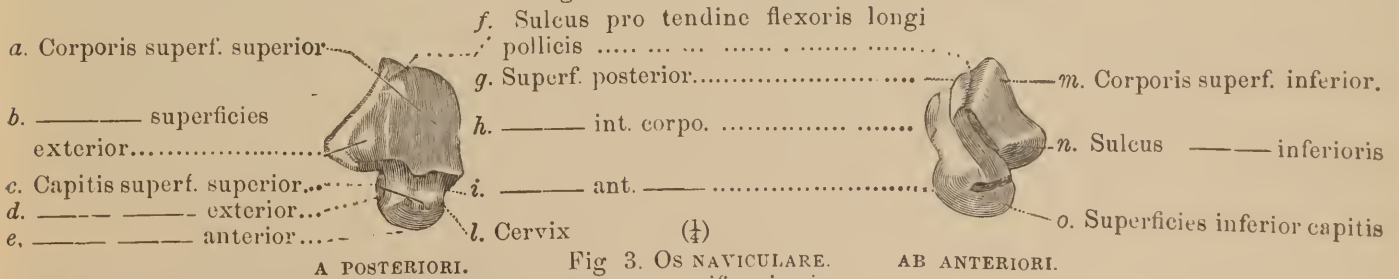 a. Corporis superf. superior
b. ——— superficies
exterior
c. Capitis superf. superior
d. —— —— exterior
e. —— —— anterior
f. Sulcus pro tendine flexoris longi
pollicis
g. Superf. posterior
h. ——— int. corpo.
i. ——— ant. ———
l. Cervix
(¼)
m. Corporis superf. inferior.
n. Sulcus ——— inferioris
o. Superficies inferior capitis
A POSTERIORI.
Fig 3. OS NAVICULARE.
AB ANTERIORI.